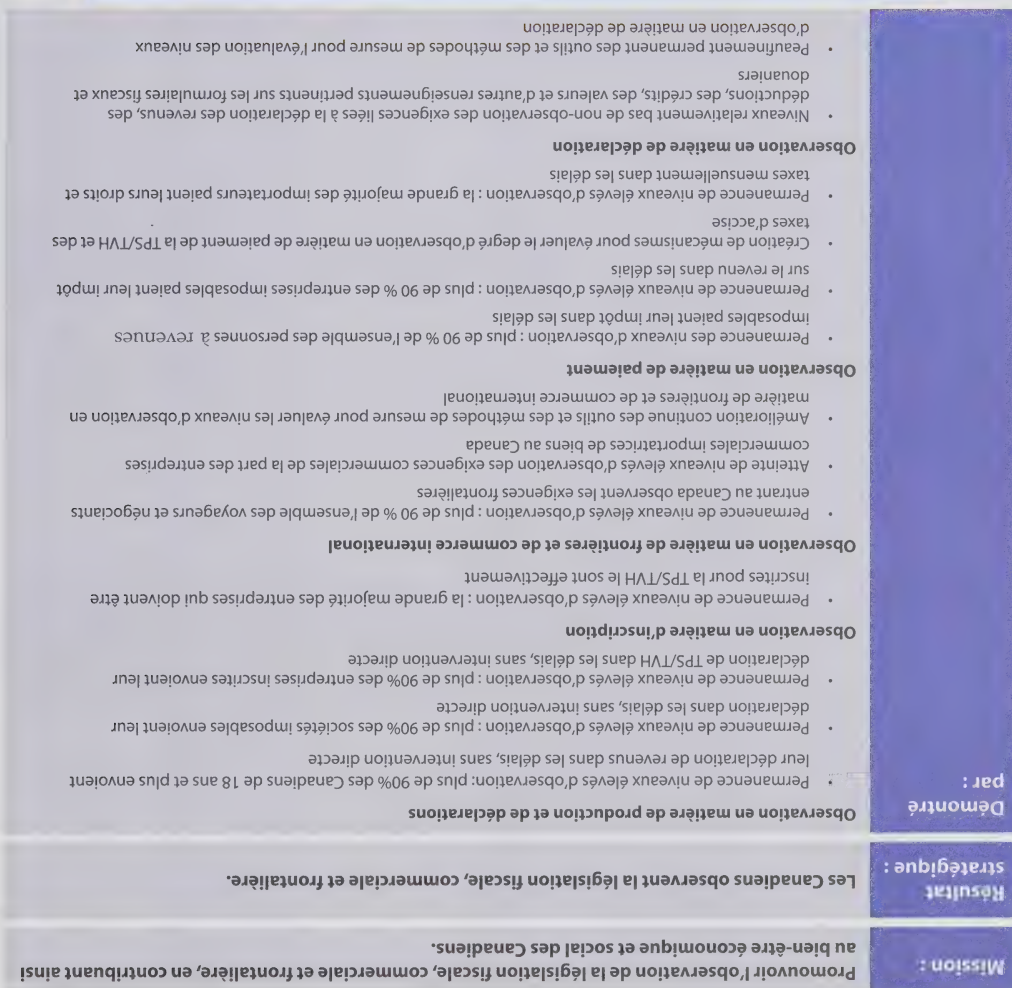 Mission :
Promouvoir l'observation de la législation fiscale, commerciale et frontalière, en contribuant ainsi
au bien-être économique et social des Canadiens.
Résultat
stratégique :
Les Canadiens observent la législation fiscale, commerciale et frontalière.
Démontré
par :
Observation en matière de production et de déclarations
• Permanence de niveaux élevés d'observation: plus de 90% des Canadiens de 18 ans et plus envoient
leur déclaration de revenus dans les délais, sans intervention directe
• Permanence de niveaux élevés d'observation : plus de 90% des sociétés imposables envoient leur
déclaration dans les délais, sans intervention directe
• Permanence de niveaux élevés d'observation : plus de 90% des entreprises inscrites envoient leur
déclaration de TPS/TVH dans les délais, sans intervention directe
Observation en matière d'inscription
• Permanence de niveaux élevés d'observation : la grande majorité des entreprises qui doivent être
inscrites pour la TPS/TVH le sont effectivement
Observation en matière de frontières et de commerce international
• Permanence de niveaux élevés d'observation : plus de 90 % de l'ensemble des voyageurs et négociants
entrant au Canada observent les exigences frontalières
• Atteinte de niveaux élevés d'observation des exigences commerciales de la part des entreprises
commerciales importatrices de biens au Canada
• Amélioration continue des outils et des méthodes de mesure pour évaluer les niveaux d'observation en
matière de frontières et de commerce international
Observation en matière de paiement
• Permanence des niveaux d'observation : plus de 90 % de l'ensemble des personnes à revenues
imposables paient leur impôt dans les délais
• Permanence de niveaux élevés d'observation : plus de 90 % des entreprises imposables paient leur impôt
sur le revenu dans les délais
• Création de mécanismes pour évaluer le degré d'observation en matière de paiement de la TPS/TVH et des
taxes d'accise
• Permanence de niveaux élevés d'observation : la grande majorité des importateurs paient leurs droits et
taxes mensuellement dans les délais
Observation en matière de déclaration
• Niveaux relativement bas de non-observation des exigences liées à la déclaration des revenus, des
déductions, des crédits, des valeurs et d'autres renseignements pertinents sur les formulaires fiscaux et
douaniers
• Peaufinement permanent des outils et des méthodes de mesure pour l'évaluation des niveaux
d'observation en matière de déclaration